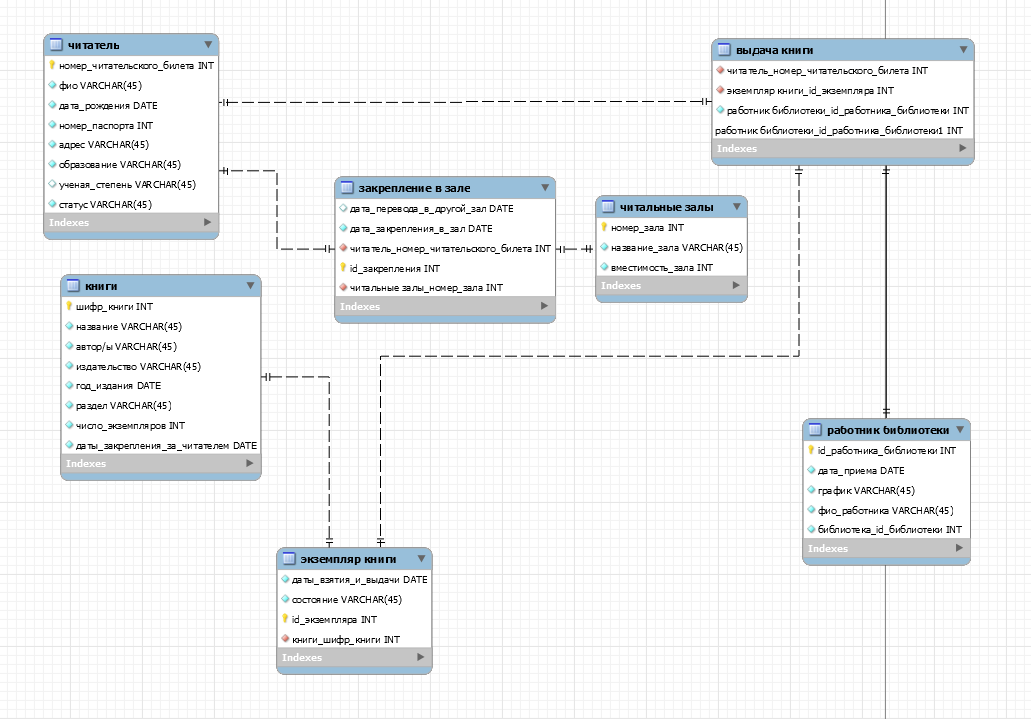 читатель
номер_читательского_билета INT
фио VARCHAR(45)
дата_рождения DATE
номер_паспорта INT
адрес VARCHAR(45)
образование VARCHAR(45)
ученая_степень VARCHAR(45)
статус VARCHAR(45)
Indexes
выдача книги
читатель_номер_читательского_билета INT
экземпляр книги_id_экземпляра INT
работник библиотеки_id_работника_библиотеки INT
работник библиотеки_id_работника_библиотеки1 INT
Indexes
закрепление в зале
дата_перевода_в_другой_зал DATE
дата_закрепления_в_зал DATE
читатель_номер_читательского_билета INT
id_закрепления INT
читальные залы_номер_зала INT
Indexes
читальные залы
номер_зала INT
название_зала VARCHAR(45)
вместимость_зала INT
Indexes
книги
шифр_книги INT
название VARCHAR(45)
автор/ы VARCHAR(45)
издательство VARCHAR(45)
год_издания DATE
раздел VARCHAR(45)
число_экземпляров INT
даты_закрепления_за_читателем DATE
Indexes
работник библиотеки
id_работника_библиотеки INT
дата_приема DATE
график VARCHAR(45)
фио_работника VARCHAR(45)
библиотека_id_библиотеки INT
Indexes
экземпляр книги
даты_взятия_и_выдачи DATE
состояние VARCHAR(45)
id_экземпляра INT
книги_шифр_книги INT
Indexes